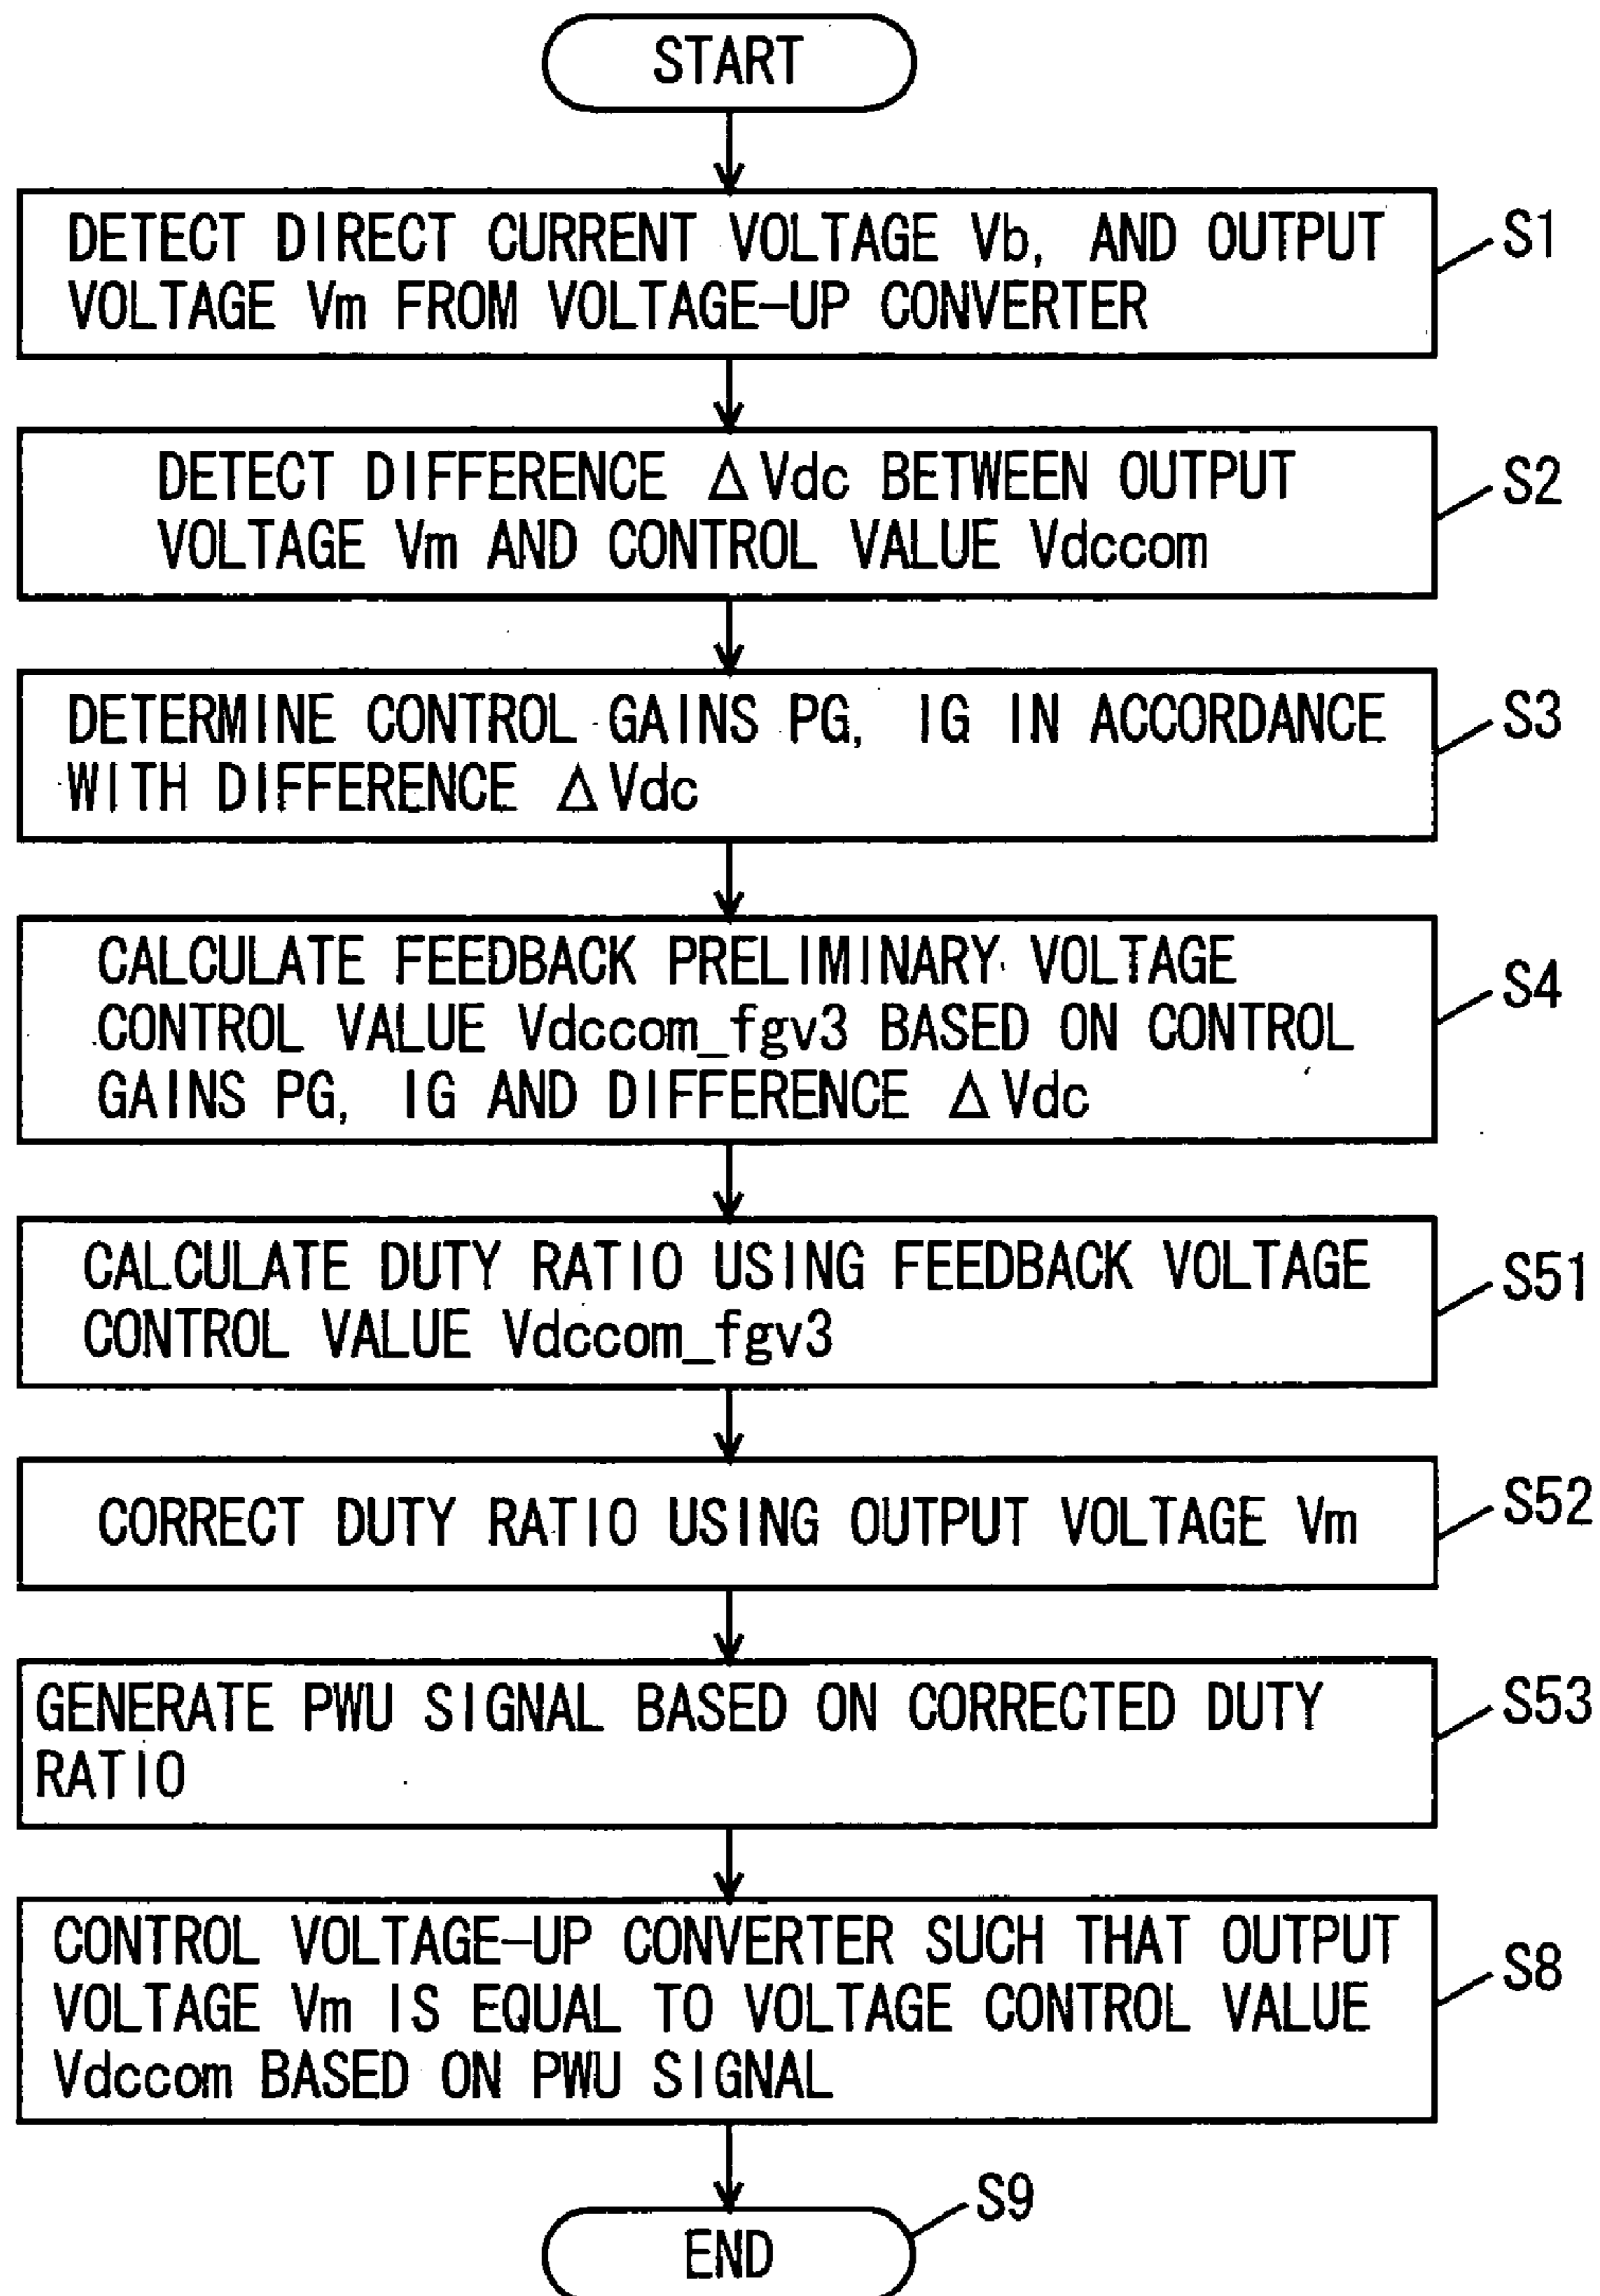 START
DETECT DIRECT CURRENT VOLTAGE Vb, AND OUTPUT
VOLTAGE Vm FROM VOLTAGE-UP CONVERTER
S1
DETECT DIFFERENCE ΔVdc BETWEEN OUTPUT
VOLTAGE Vm AND CONTROL VALUE Vdccom
S2
DETERMINE CONTROL GAINS PG, IG IN ACCORDANCE
WITH DIFFERENCE ΔVdc
S3
CALCULATE FEEDBACK PRELIMINARY VOLTAGE
CONTROL VALUE Vdccom_fgv3 BASED ON CONTROL
GAINS PG, IG AND DIFFERENCE ΔVdc
S4
CALCULATE DUTY RATIO USING FEEDBACK VOLTAGE
CONTROL VALUE Vdccom_fgv3
S51
CORRECT DUTY RATIO USING OUTPUT VOLTAGE Vm
S52
GENERATE PWU SIGNAL BASED ON CORRECTED DUTY
RATIO
S53
CONTROL VOLTAGE-UP CONVERTER SUCH THAT OUTPUT
VOLTAGE Vm IS EQUAL TO VOLTAGE CONTROL VALUE
Vdccom BASED ON PWU SIGNAL
S8
S9
END